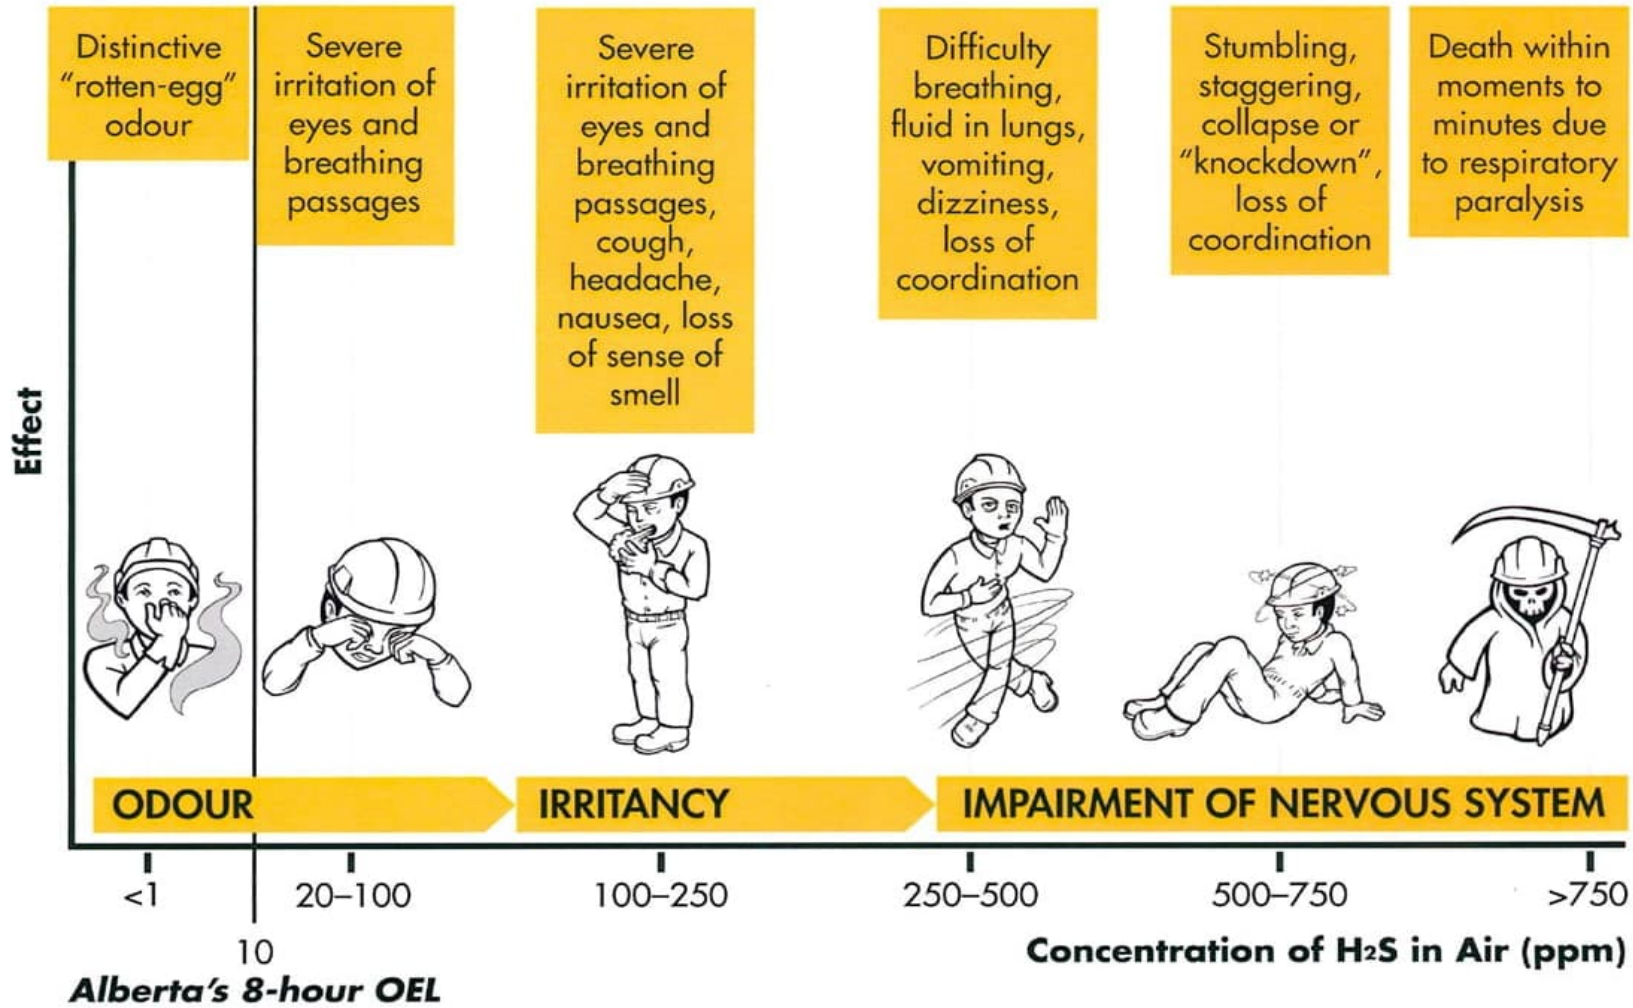 Distinctive
"rotten-egg"
odour
Severe
irritation of
eyes and
breathing
passages
Severe
irritation of
eyes and
breathing
passages,
cough,
headache,
nausea, loss
of sense of
smell
Difficulty
breathing,
fluid in lungs,
vomiting,
dizziness,
loss of
coordination
Stumbling,
staggering,
collapse or
"knockdown",
loss of
coordination
Death within
moments to
minutes due
to respiratory
paralysis
Effect
ODOUR
IRRITANCY
IMPAIRMENT OF NERVOUS SYSTEM
<1
20–100
100–250
250–500
500–750
>750
10
Alberta's 8-hour OEL
Concentration of H2S in Air (ppm)